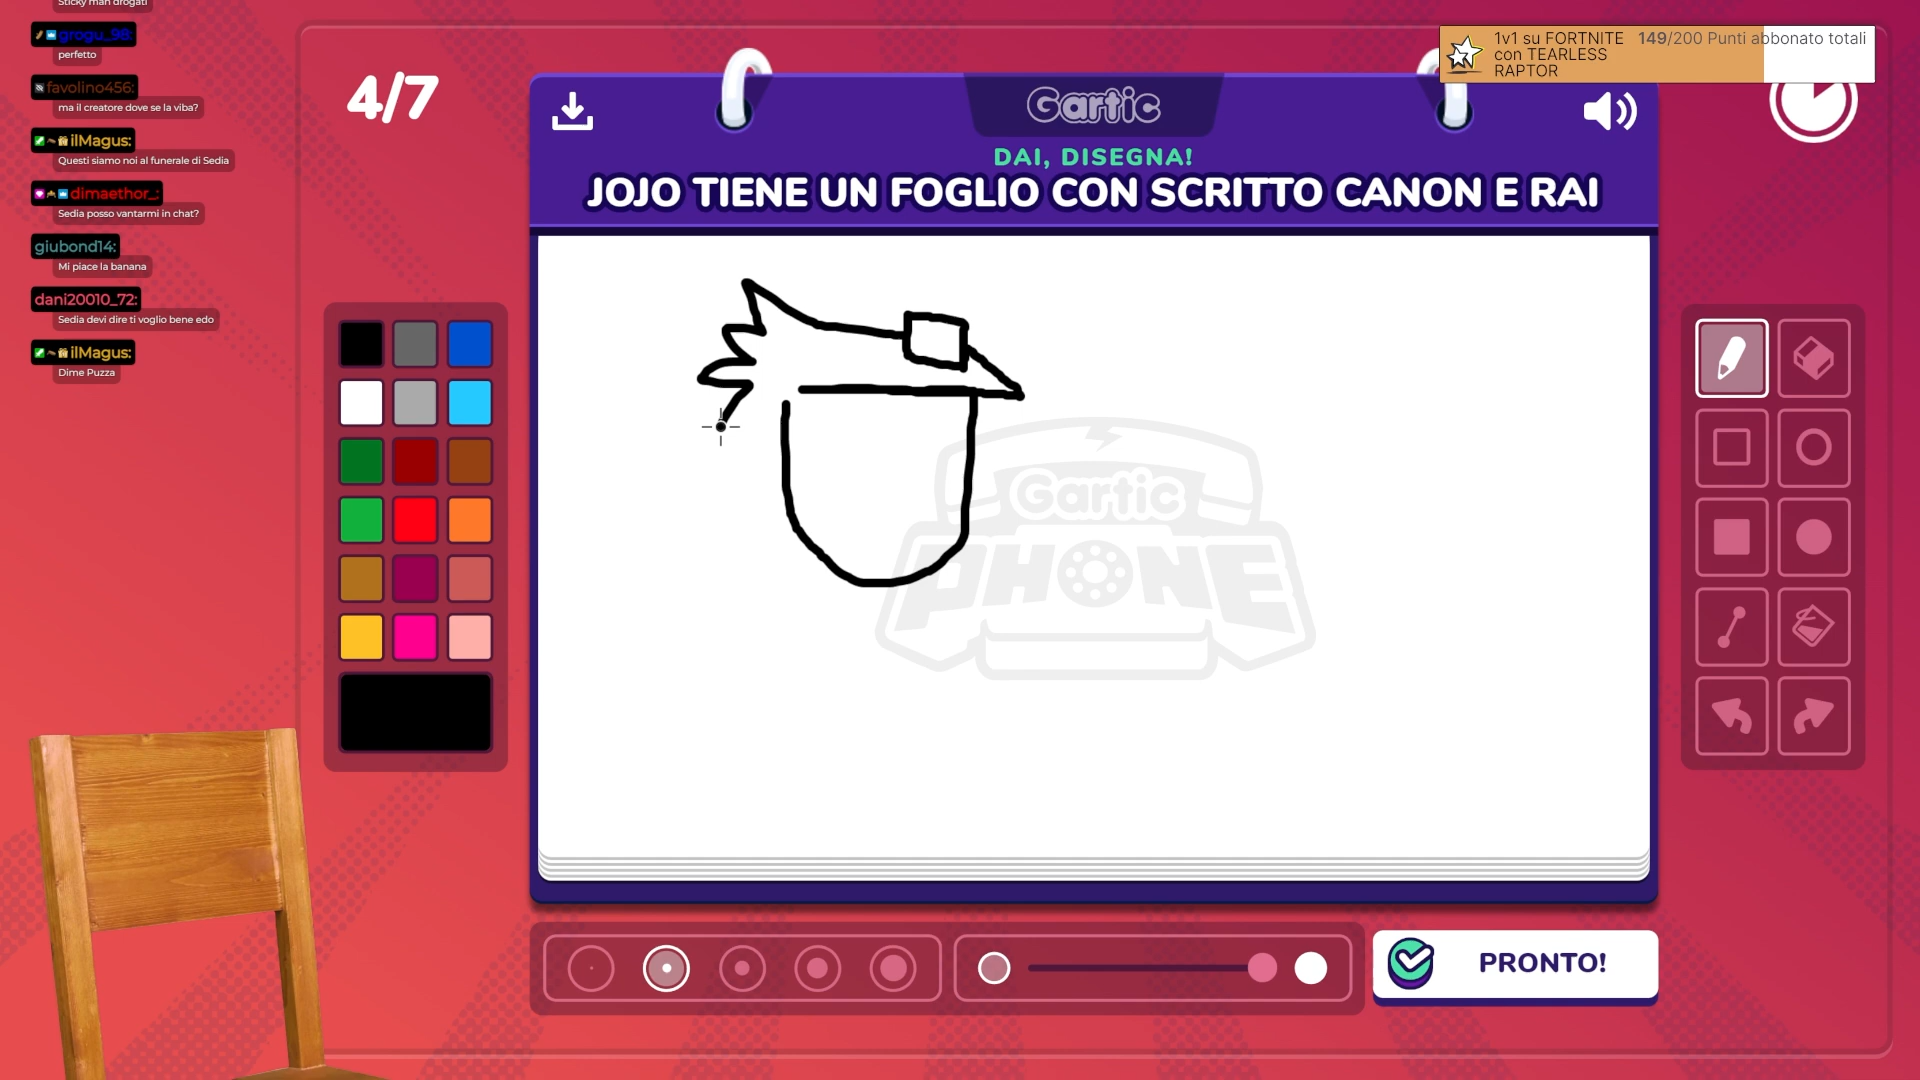 Sticky man drogati
grogu_98:
perfetto
favolino456:
ma il creatore dove se la viba?
ilMagus:
Questi siamo noi al funerale di Sedia
dimaethor_:
Sedia posso vantarmi in chat?
giubond14:
Mi piace la banana
dani20010_72:
Sedia devi dire ti voglio bene edo
ilMagus:
Dime Puzza
4/7
Gartic
DAI, DISEGNA!
JOJO TIENE UN FOGLIO CON SCRITTO CANON E RAI
1v1 su FORTNITE
con TEARLESS
RAPTOR
149/200 Punti abbonato totali
Gartic
PHONE
PRONTO!